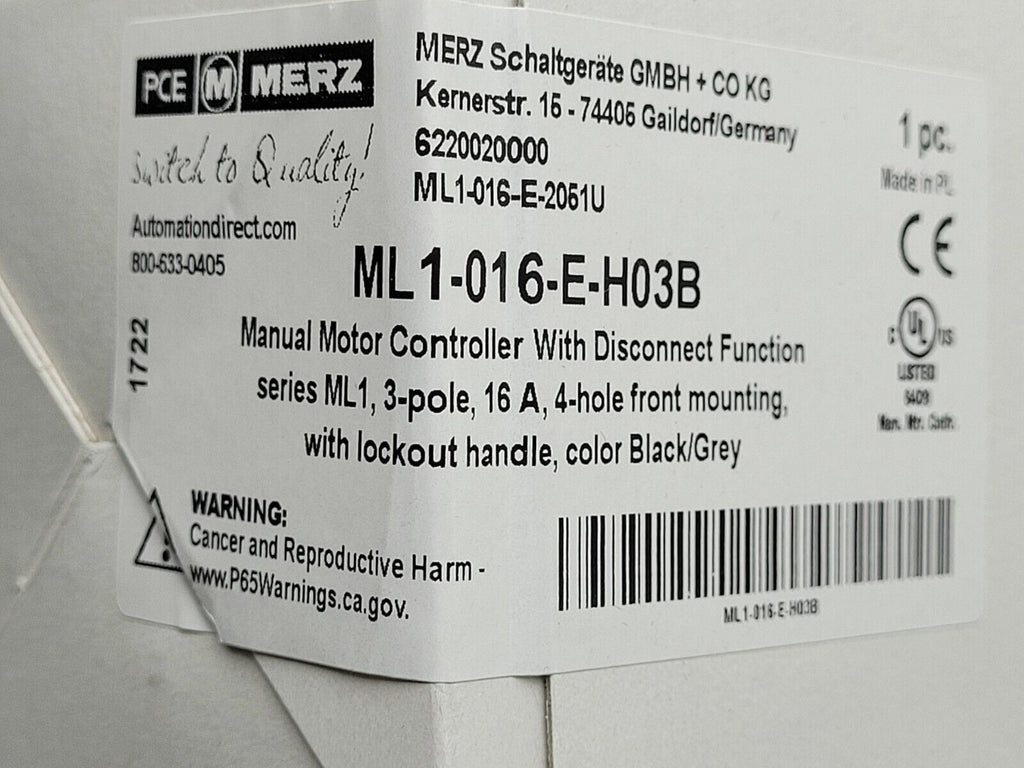 PCE M MERZ
switch to Quality!
Automationdirect.com
800-633-0405
1722
MERZ Schaltgeräte GMBH + CO KG
Kernerstr. 15 - 74405 Gaildorf/Germany
6220020000
ML1-016-E-2051U
1 pc.
Made in PL
CE
ML1-016-E-H03B
Manual Motor Controller With Disconnect Function
series ML1, 3-pole, 16 A, 4-hole front mounting,
with lockout handle, color Black/Grey
C UL US
LISTED
Man. Mtr. Contr.
WARNING:
Cancer and Reproductive Harm -
www.P65Warnings.ca.gov.
ML1-016-E-H03B